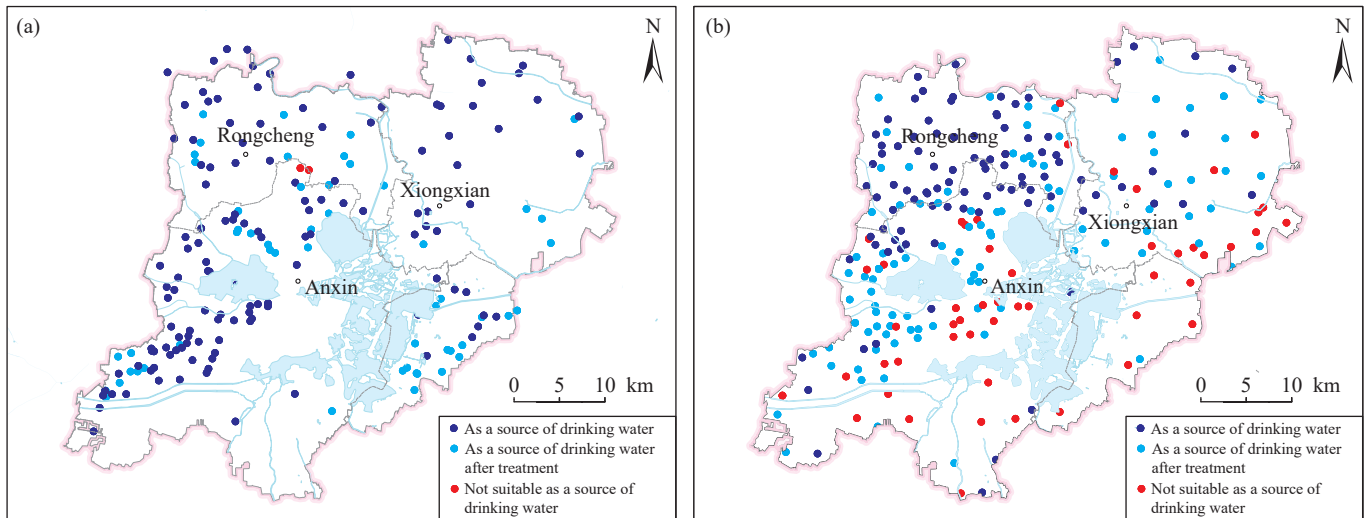 (a)
N
Rongcheng
Xiongxian
Anxin
0 5 10 km
As a source of drinking water
As a source of drinking water
after treatment
Not suitable as a source of
drinking water
(b)
N
Rongcheng
Xiongxian
Anxin
0 5 10 km
As a source of drinking water
As a source of drinking water
after treatment
Not suitable as a source of
drinking water